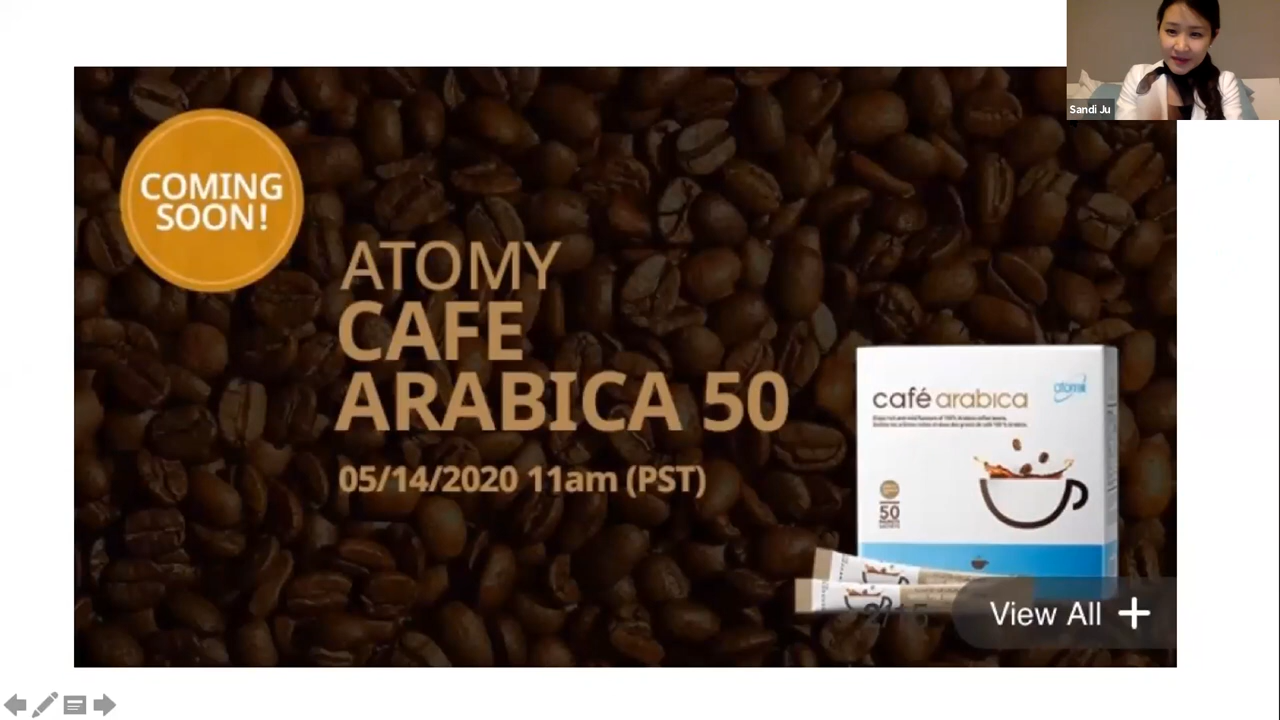 Sandi Ju
COMING
SOON!
ATOMY
CAFE
ARABICA 50
05/14/2020 11am (PST)
café arabica
atomy
50
View All +